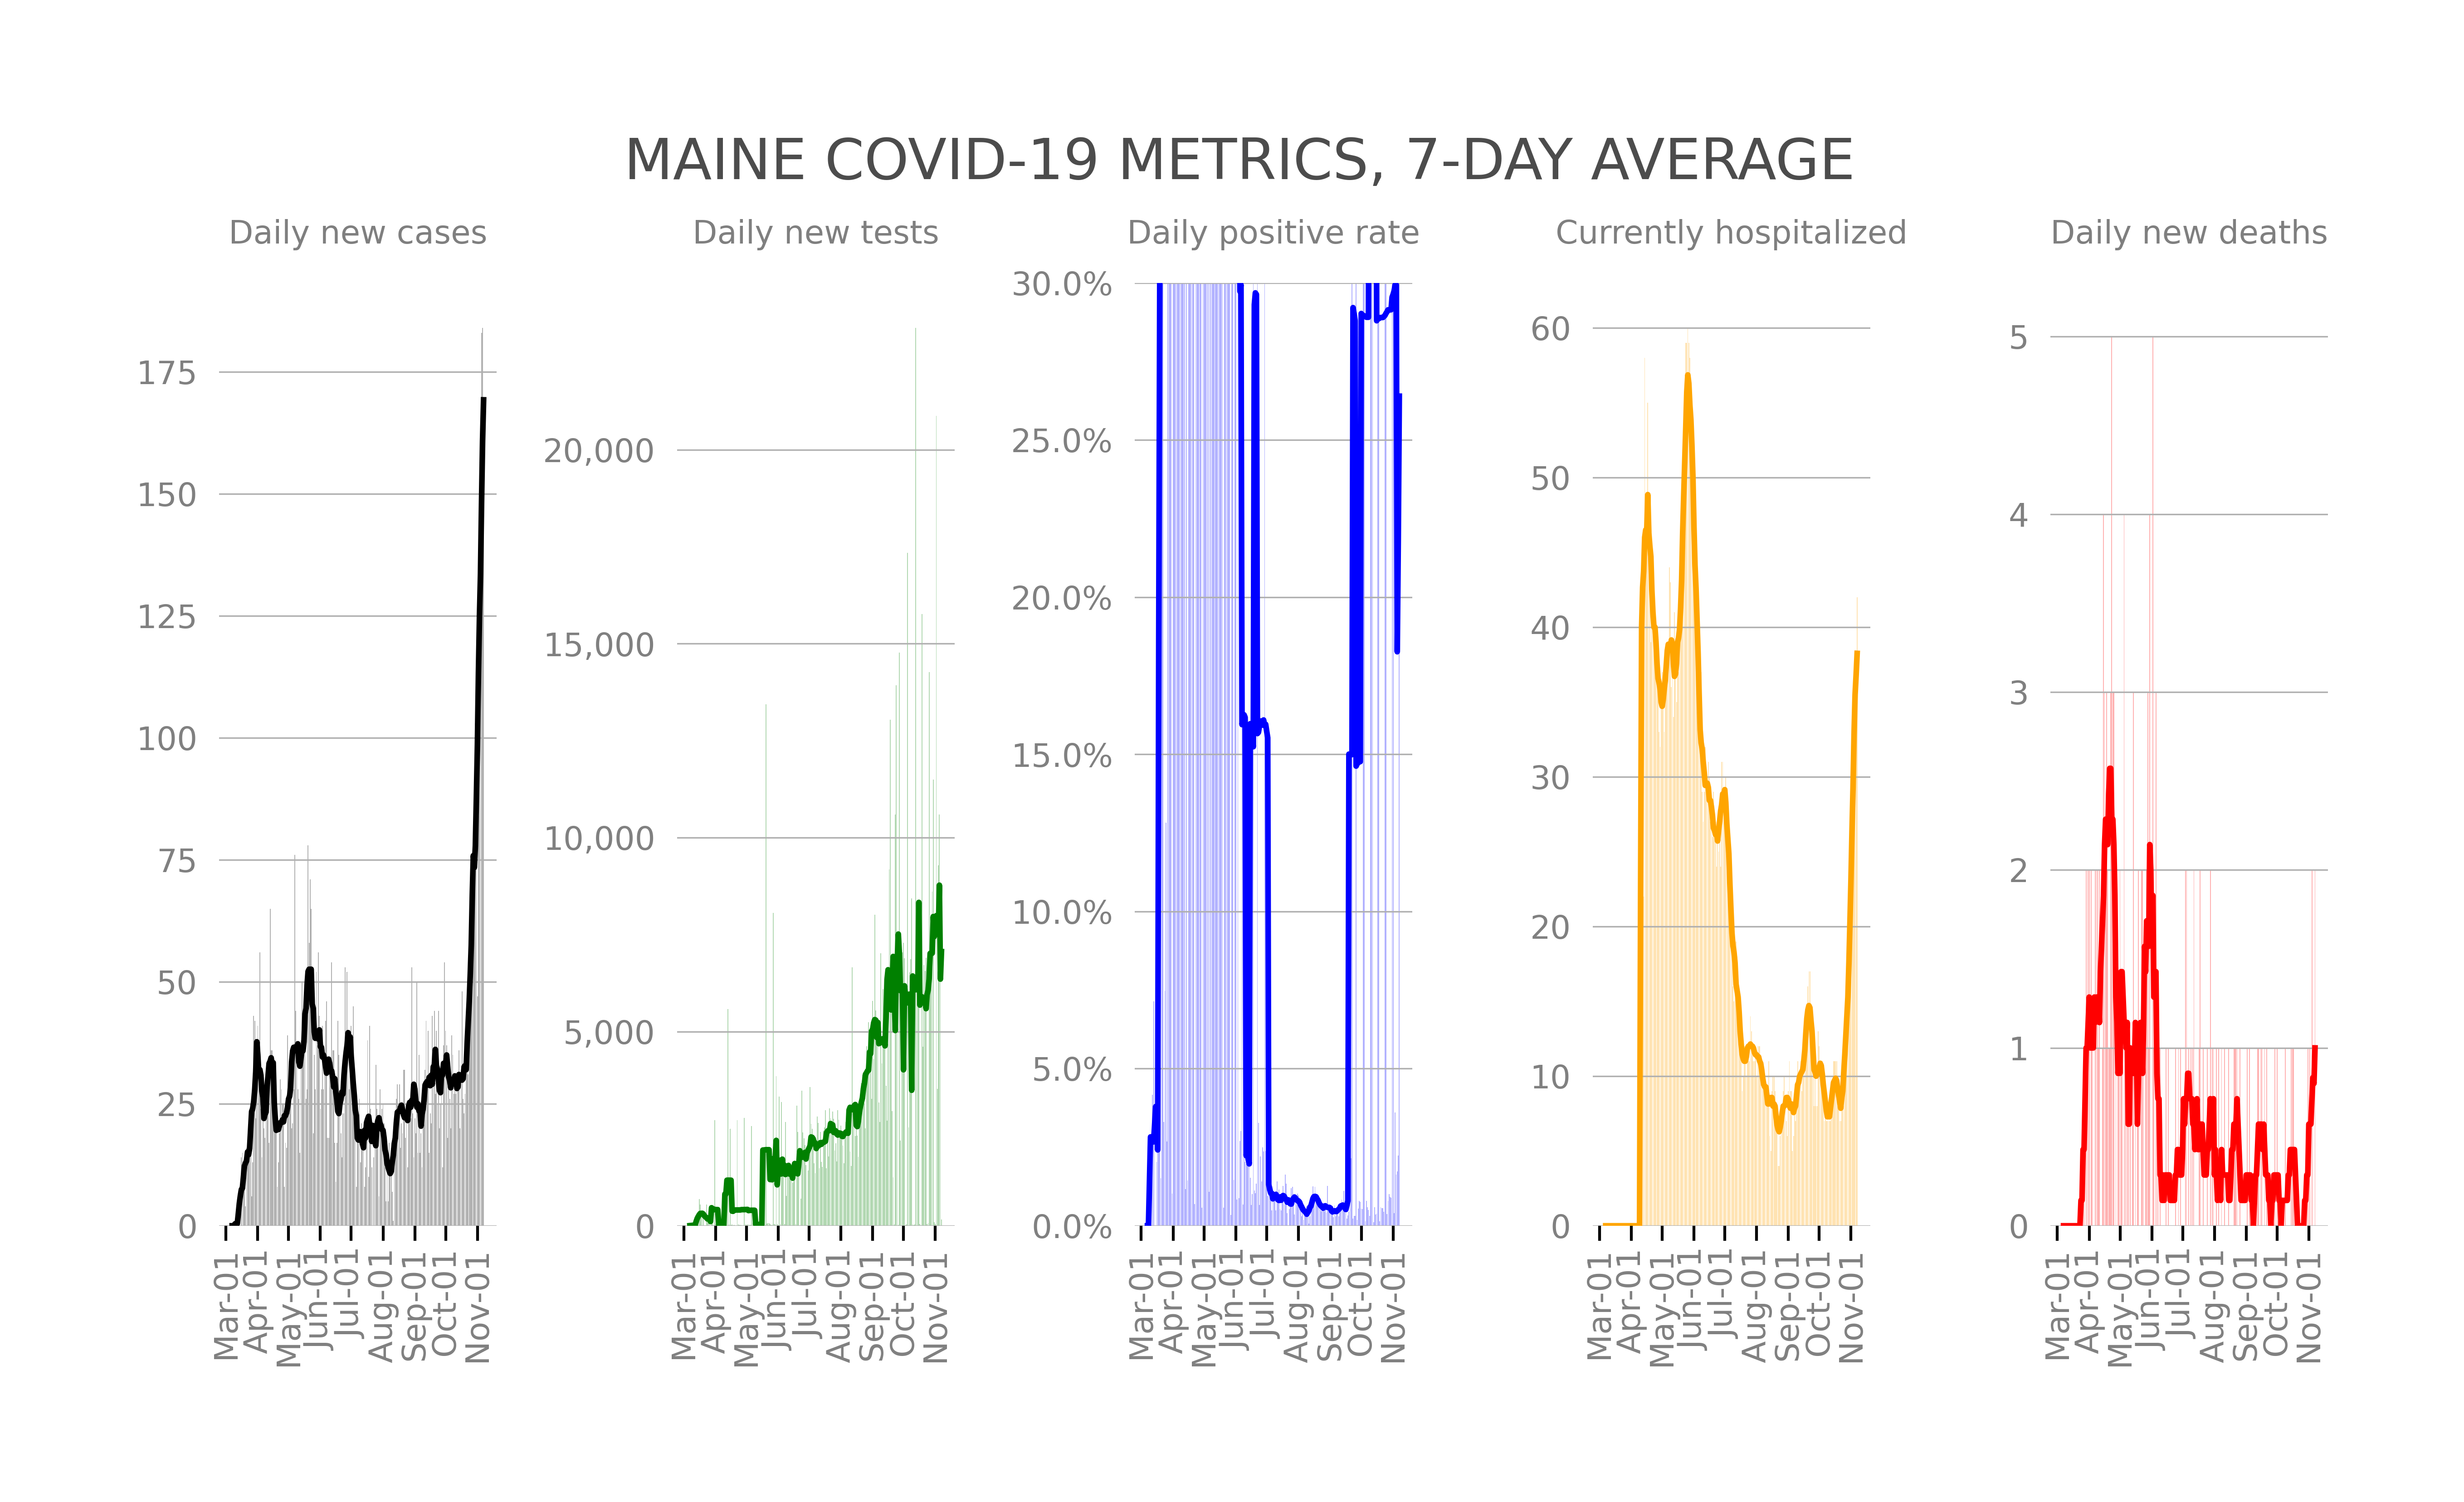 MAINE COVID-19 METRICS, 7-DAY AVERAGE
Daily new cases
175
150
125
100
75
50
25
0
Mar-01
Apr-01
May-01
Jun-01
Jul-01
Aug-01
Sep-01
Oct-01
Nov-01
Daily new tests
20,000
15,000
10,000
5,000
0
Mar-01
Apr-01
May-01
Jun-01
Jul-01
Aug-01
Sep-01
Oct-01
Nov-01
Daily positive rate
30.0%
25.0%
20.0%
15.0%
10.0%
5.0%
0.0%
Mar-01
Apr-01
May-01
Jun-01
Jul-01
Aug-01
Sep-01
Oct-01
Nov-01
Currently hospitalized
60
50
40
30
20
10
0
Mar-01
Apr-01
May-01
Jun-01
Jul-01
Aug-01
Sep-01
Oct-01
Nov-01
Daily new deaths
5
4
3
2
1
0
Mar-01
Apr-01
May-01
Jun-01
Jul-01
Aug-01
Sep-01
Oct-01
Nov-01